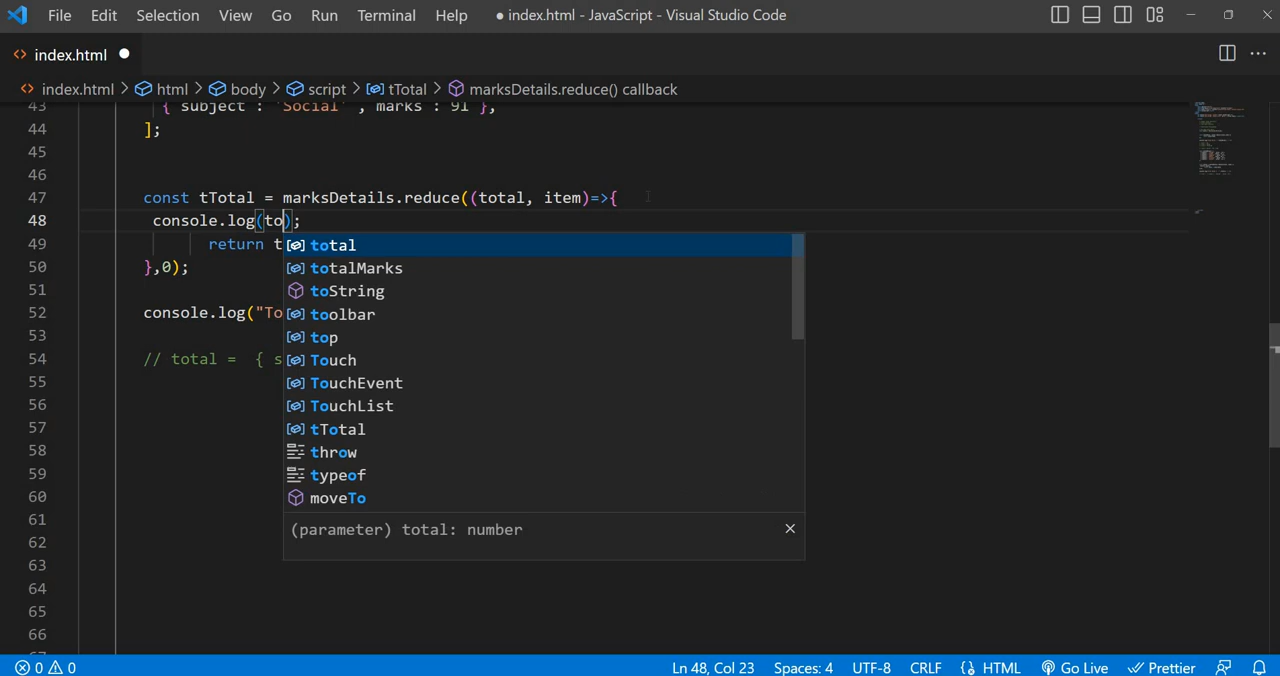 File Edit Selection View Go Run Terminal Help ● index.html - JavaScript - Visual Studio Code
<> index.html ●
<> index.html > html > body > script > tTotal > marksDetails.reduce() callback
43 { subject : 'Social' , marks : 91 },
44 ];
45
46
47 const tTotal = marksDetails.reduce((total, item)=>{
48 console.log(to);
49 return t
50 },0);
51
52 console.log("To
53
54 // total = { s
55
56
57
58
59
60
61
62
63
64
65
66
total
totalMarks
toString
toolbar
top
Touch
TouchEvent
TouchList
tTotal
throw
typeof
moveTo
(parameter) total: number
0 0 Ln 48, Col 23 Spaces: 4 UTF-8 CRLF HTML Go Live Prettier